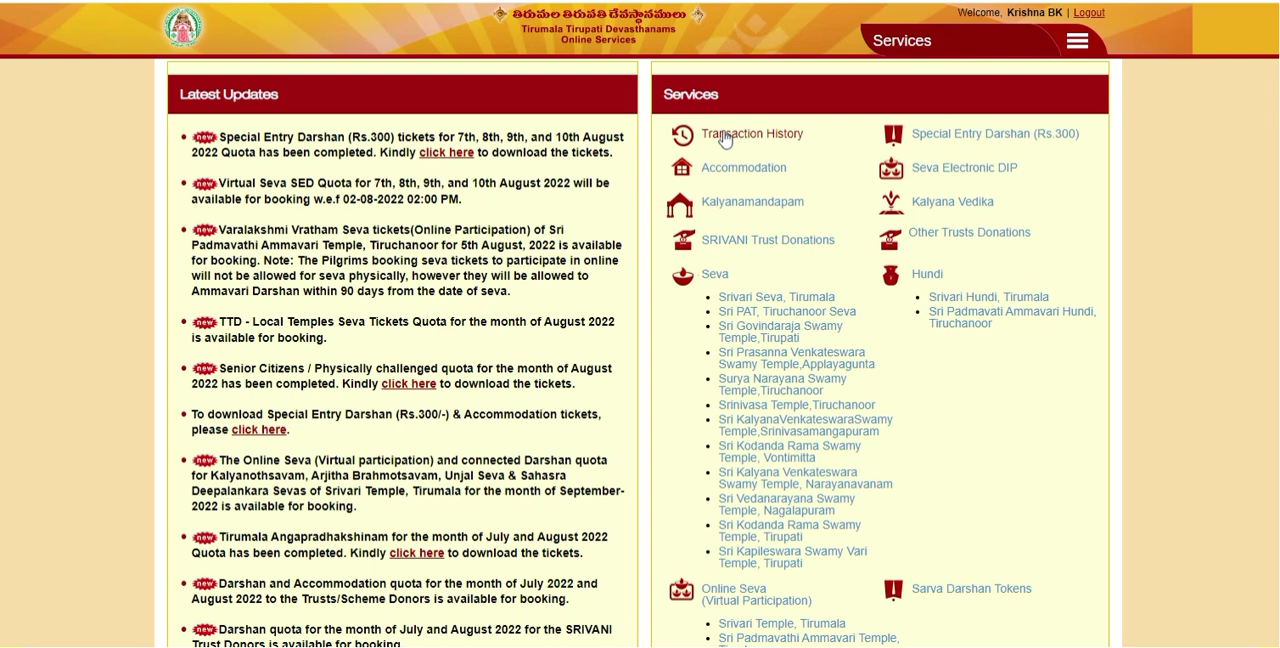 తిరుమల తిరుపతి దేవస్థానములు
Tirumala Tirupati Devasthanams
Online Services
Welcome, Krishna BK | Logout
Services
Latest Updates
new Special Entry Darshan (Rs.300) tickets for 7th, 8th, 9th, and 10th August
2022 Quota has been completed. Kindly click here to download the tickets.
new Virtual Seva SED Quota for 7th, 8th, 9th, and 10th August 2022 will be
available for booking w.e.f 02-08-2022 02:00 PM.
new Varalakshmi Vratham Seva tickets(Online Participation) of Sri
Padmavathi Ammavari Temple, Tiruchanoor for 5th August, 2022 is available
for booking. Note: The Pilgrims booking seva tickets to participate in online
will not be allowed for seva physically, however they will be allowed to
Ammavari Darshan within 90 days from the date of seva.
new TTD - Local Temples Seva Tickets Quota for the month of August 2022
is available for booking.
new Senior Citizens / Physically challenged quota for the month of August
2022 has been completed. Kindly click here to download the tickets.
To download Special Entry Darshan (Rs.300/-) & Accommodation tickets,
please click here.
new The Online Seva (Virtual participation) and connected Darshan quota
for Kalyanothsavam, Arjitha Brahmotsavam, Unjal Seva & Sahasra
Deepalankara Sevas of Srivari Temple, Tirumala for the month of September-
2022 is available for booking.
new Tirumala Angapradhakshinam for the month of July and August 2022
Quota has been completed. Kindly click here to download the tickets.
new Darshan and Accommodation quota for the month of July 2022 and
August 2022 to the Trusts/Scheme Donors is available for booking.
new Darshan quota for the month of July and August 2022 for the SRIVANI
Trust Donors is available for booking.
Services
Transaction History
Special Entry Darshan (Rs.300)
Accommodation
Seva Electronic DIP
Kalyanamandapam
Kalyana Vedika
SRIVANI Trust Donations
Other Trusts Donations
Seva
Srivari Seva, Tirumala
Sri PAT, Tiruchanoor Seva
Sri Govindaraja Swamy
Temple,Tirupati
Sri Prasanna Venkateswara
Swamy Temple,Applayagunta
Surya Narayana Swamy
Temple,Tiruchanoor
Srinivasa Temple,Tiruchanoor
Sri KalyanaVenkateswaraSwamy
Temple,Srinivasamangapuram
Sri Kodanda Rama Swamy
Temple, Vontimitta
Sri Kalyana Venkateswara
Swamy Temple, Narayanavanam
Sri Vedanarayana Swamy
Temple, Nagalapuram
Sri Kodanda Rama Swamy
Temple, Tirupati
Sri Kapileswara Swamy Vari
Temple, Tirupati
Hundi
Srivari Hundi, Tirumala
Sri Padmavati Ammavari Hundi,
Tiruchanoor
Online Seva
(Virtual Participation)
Srivari Temple, Tirumala
Sri Padmavathi Ammavari Temple,
Sarva Darshan Tokens